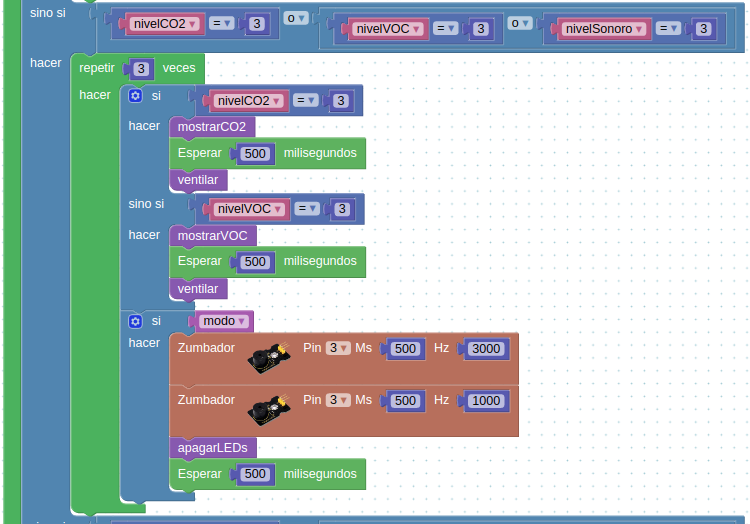 sino si nivelCO2 = 3 o nivelVOC = 3 o nivelSonoro = 3
hacer repetir 3 veces
hacer si nivelCO2 = 3
hacer mostrarCO2
Esperar 500 milisegundos
ventilar
sino si nivelVOC = 3
hacer mostrarVOC
Esperar 500 milisegundos
ventilar
si modo
hacer Zumbador Pin 3 Ms 500 Hz 3000
Zumbador Pin 3 Ms 500 Hz 1000
apagarLEDs
Esperar 500 milisegundos